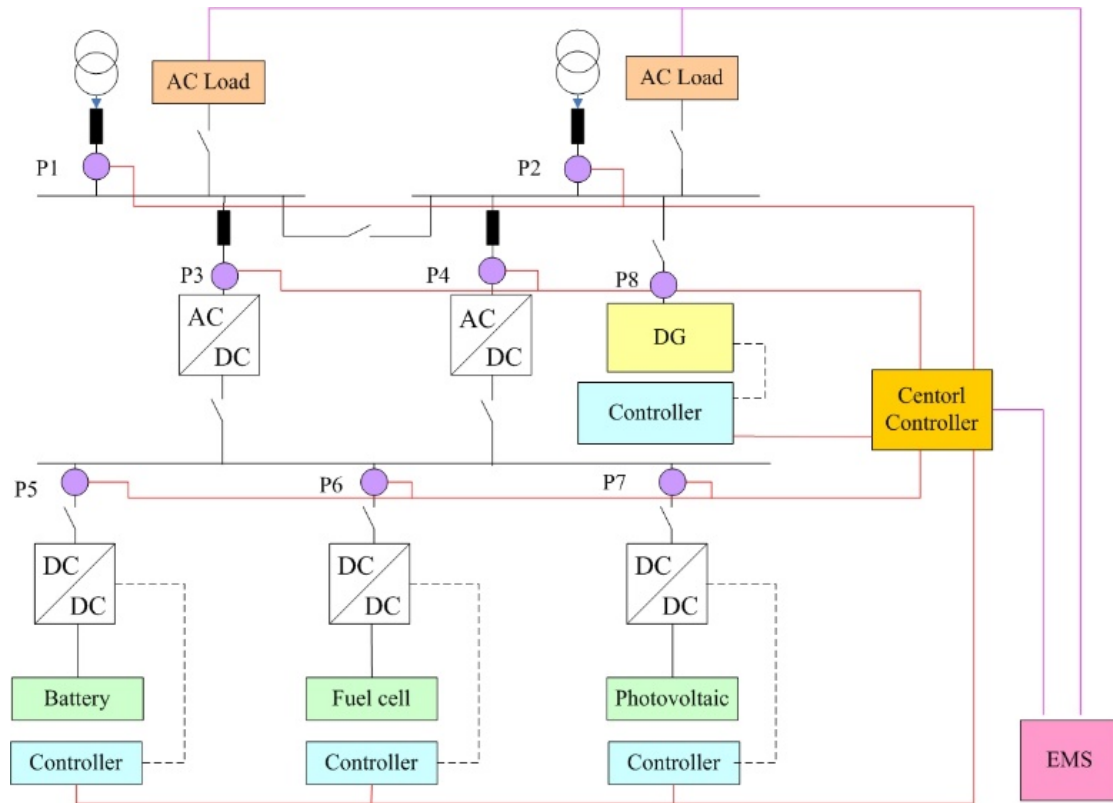 AC Load
AC Load
P1
P2
P3
P4
P8
AC
DC
AC
DC
DG
Controller
Centorl
Controller
P5
P6
P7
DC
DC
DC
DC
DC
DC
Battery
Fuel cell
Photovoltaic
Controller
Controller
Controller
EMS